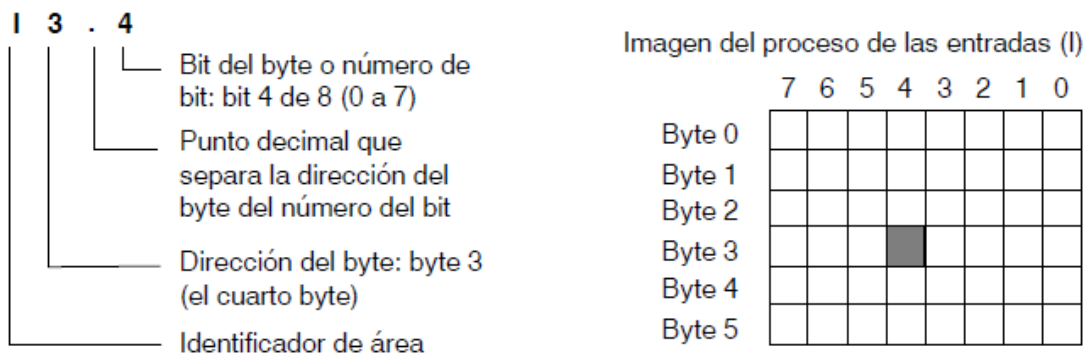 I 3 . 4
Bit del byte o número de
bit: bit 4 de 8 (0 a 7)
Punto decimal que
separa la dirección del
byte del número del bit
Dirección del byte: byte 3
(el cuarto byte)
Identificador de área
Imagen del proceso de las entradas (I)
7 6 5 4 3 2 1 0
Byte 0
Byte 1
Byte 2
Byte 3
Byte 4
Byte 5